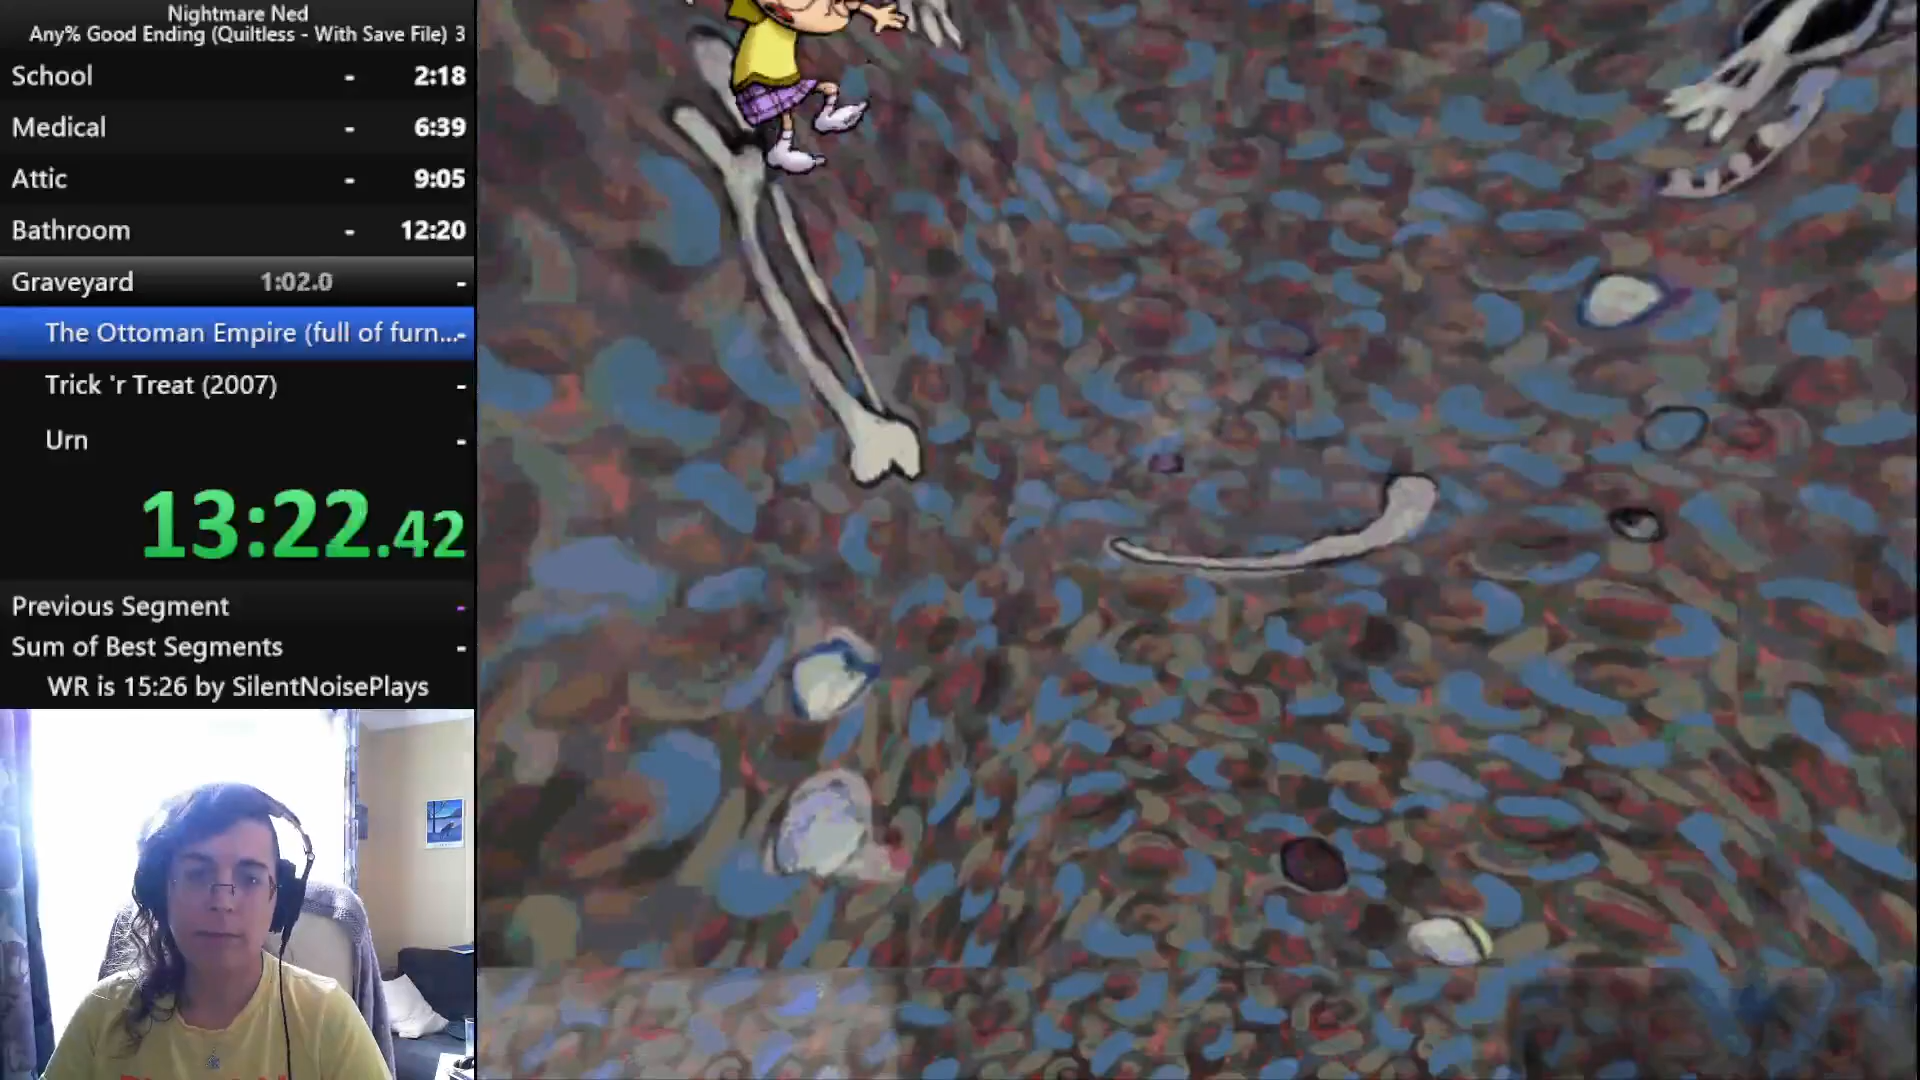 Nightmare Ned
Any% Good Ending (Quiltless - With Save File) 3
School - 2:18
Medical - 6:39
Attic - 9:05
Bathroom - 12:20
Graveyard 1:02.0 -
The Ottoman Empire (full of furn...-
Trick 'r Treat (2007) -
Urn -
13:22.42
Previous Segment -
Sum of Best Segments -
WR is 15:26 by SilentNoisePlays